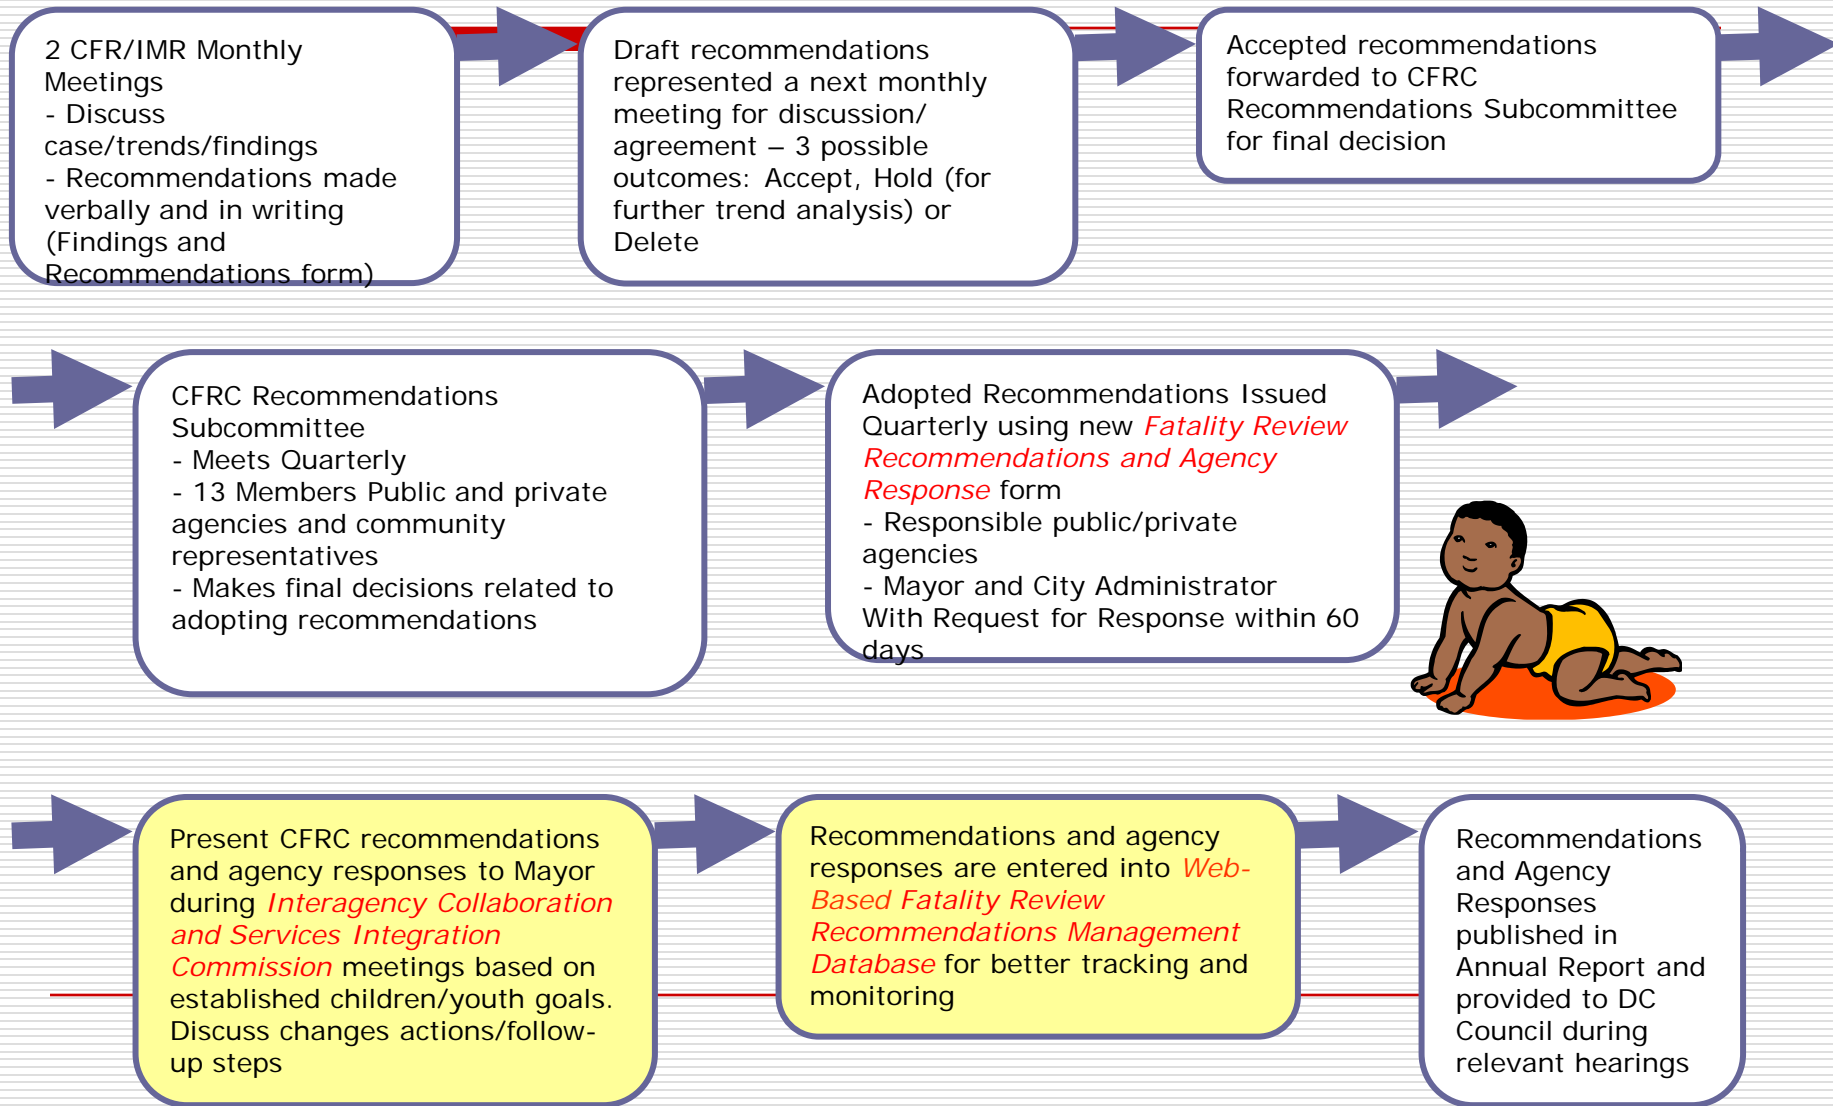 2 CFR/IMR Monthly
Meetings
- Discuss
case/trends/findings
- Recommendations made
verbally and in writing
(Findings and
Recommendations form)
Draft recommendations
represented a next monthly
meeting for discussion/
agreement – 3 possible
outcomes: Accept, Hold (for
further trend analysis) or
Delete
Accepted recommendations
forwarded to CFRC
Recommendations Subcommittee
for final decision
CFRC Recommendations
Subcommittee
- Meets Quarterly
- 13 Members Public and private
agencies and community
representatives
- Makes final decisions related to
adopting recommendations
Adopted Recommendations Issued
Quarterly using new Fatality Review
Recommendations and Agency
Response form
- Responsible public/private
agencies
- Mayor and City Administrator
With Request for Response within 60
days
Present CFRC recommendations
and agency responses to Mayor
during Interagency Collaboration
and Services Integration
Commission meetings based on
established children/youth goals.
Discuss changes actions/follow-
up steps
Recommendations and agency
responses are entered into Web-
Based Fatality Review
Recommendations Management
Database for better tracking and
monitoring
Recommendations
and Agency
Responses
published in
Annual Report and
provided to DC
Council during
relevant hearings